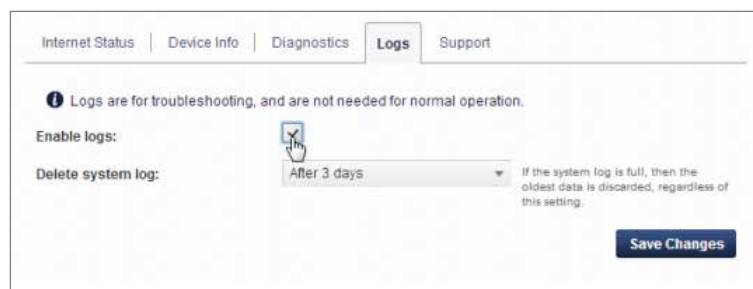 Internet Status Device Info Diagnostics Logs Support
Logs are for troubleshooting, and are not needed for normal operation.
Enable logs:
Delete system log: After 3 days
If the system log is full, then the
oldest data is discarded, regardless of
this setting.
Save Changes